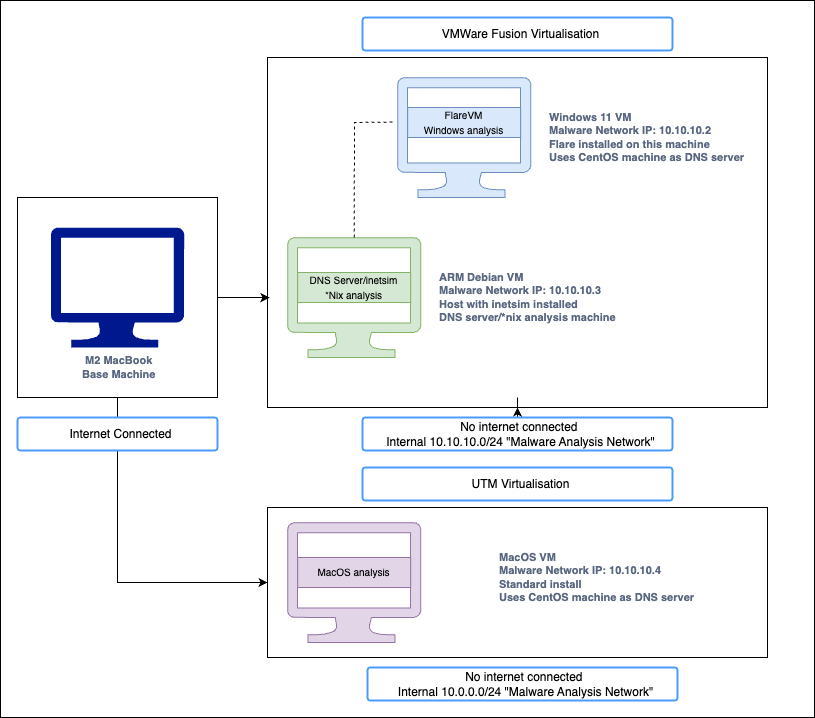 VMWare Fusion Virtualisation
FlareVM
Windows analysis
Windows 11 VM
Malware Network IP: 10.10.10.2
Flare installed on this machine
Uses CentOS machine as DNS server
DNS Server/inetsim
*Nix analysis
ARM Debian VM
Malware Network IP: 10.10.10.3
Host with inetsim installed
DNS server/*nix analysis machine
M2 MacBook
Base Machine
Internet Connected
No internet connected
Internal 10.10.10.0/24 "Malware Analysis Network"
UTM Virtualisation
MacOS analysis
MacOS VM
Malware Network IP: 10.10.10.4
Standard install
Uses CentOS machine as DNS server
No internet connected
Internal 10.0.0.0/24 "Malware Analysis Network"